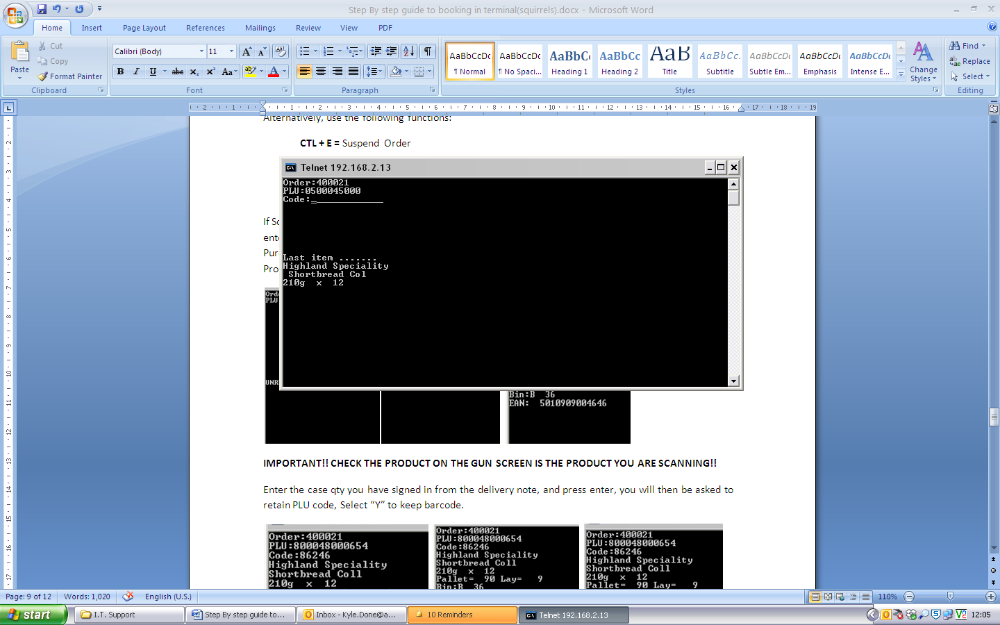 Step By step guide to booking in terminal(squirrels).docx - Microsoft Word
Home Insert Page Layout References Mailings Review View PDF
Paste
Cut
Copy
Format Painter
Clipboard
Calibri (Body) 11
Font
Paragraph
AaBbCcDc AaBbCcDc AaBbCc AaBbCc AaB AaBbCc. AaBbCcDc AaBbCcDc AaBbCcDc
¶ Normal ¶ No Spaci... Heading 1 Heading 2 Title Subtitle Subtle Em... Emphasis Intense E...
Change Styles
Styles
Find
Replace
Select
Editing
Alternatively, use the following functions:
CTL + E = Suspend Order
Telnet 192.168.2.13
Order:400021
PLU:0500045000
Code:_____________
Last item .......
Highland Speciality
Shortbread Col
210g x 12
If Sc
ente
Pur
Pro
Orde
PLU
UNR
Bin:B 36
EAN: 5010909004646
IMPORTANT!! CHECK THE PRODUCT ON THE GUN SCREEN IS THE PRODUCT YOU ARE SCANNING!!
Enter the case qty you have signed in from the delivery note, and press enter, you will then be asked to
retain PLU code, Select “Y” to keep barcode.
Order:400021
PLU:800048000654
Code:86246
Highland Speciality
Shortbread Coll
210g x 12
Order:400021
PLU:800048000654
Code:86246
Highland Speciality
Shortbread Coll
210g x 12
Pallet= 90 Lay= 9
Bin:B 36
Order:400021
PLU:800048000654
Code:86246
Highland Speciality
Shortbread Coll
210g x 12
Pallet= 90 Lay= 9
Page: 9 of 12 Words: 1,020 English (U.S.) 110%
start I.T. Support Step By step guide to... Inbox - Kyle.Done@a... 10 Reminders Telnet 192.168.2.13 12:05